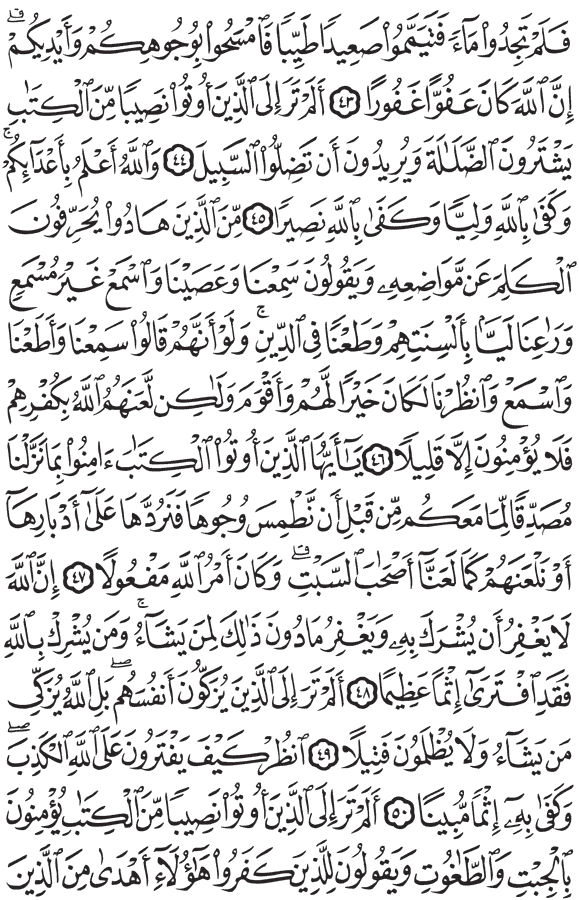 فَلَمْ تَجِدُوا۟ مَآءً فَتَيَمَّمُوا۟ صَعِيدًا طَيِّبًا فَٱمْسَحُوا۟ بِوُجُوهِكُمْ وَأَيْدِيكُمْ ۗ
إِنَّ ٱللَّهَ كَانَ عَفُوًّا غَفُورًا ﴿٤٣﴾ أَلَمْ تَرَ إِلَى ٱلَّذِينَ أُوتُوا۟ نَصِيبًا مِّنَ ٱلْكِتَٰبِ
يَشْتَرُونَ ٱلضَّلَٰلَةَ وَيُرِيدُونَ أَن تَضِلُّوا۟ ٱلسَّبِيلَ ﴿٤٤﴾ وَٱللَّهُ أَعْلَمُ بِأَعْدَآئِكُمْ ۚ
وَكَفَىٰ بِٱللَّهِ وَلِيًّا وَكَفَىٰ بِٱللَّهِ نَصِيرًا ﴿٤٥﴾ مِّنَ ٱلَّذِينَ هَادُوا۟ يُحَرِّفُونَ
ٱلْكَلِمَ عَن مَّوَاضِعِهِۦ وَيَقُولُونَ سَمِعْنَا وَعَصَيْنَا وَٱسْمَعْ غَيْرَ مُسْمَعٍ
وَرَٰعِنَا لَيًّۢا بِأَلْسِنَتِهِمْ وَطَعْنًا فِى ٱلدِّينِ ۚ وَلَوْ أَنَّهُمْ قَالُوا۟ سَمِعْنَا وَأَطَعْنَا
وَٱسْمَعْ وَٱنظُرْنَا لَكَانَ خَيْرًا لَّهُمْ وَأَقْوَمَ وَلَٰكِن لَّعَنَهُمُ ٱللَّهُ بِكُفْرِهِمْ
فَلَا يُؤْمِنُونَ إِلَّا قَلِيلًا ﴿٤٦﴾ يَٰٓأَيُّهَا ٱلَّذِينَ أُوتُوا۟ ٱلْكِتَٰبَ ءَامِنُوا۟ بِمَا نَزَّلْنَا
مُصَدِّقًا لِّمَا مَعَكُم مِّن قَبْلِ أَن نَّطْمِسَ وُجُوهًا فَنَرُدَّهَا عَلَىٰٓ أَدْبَارِهَآ
أَوْ نَلْعَنَهُمْ كَمَا لَعَنَّآ أَصْحَٰبَ ٱلسَّبْتِ ۚ وَكَانَ أَمْرُ ٱللَّهِ مَفْعُولًا ﴿٤٧﴾ إِنَّ ٱللَّهَ
لَا يَغْفِرُ أَن يُشْرَكَ بِهِۦ وَيَغْفِرُ مَا دُونَ ذَٰلِكَ لِمَن يَشَآءُ ۚ وَمَن يُشْرِكْ بِٱللَّهِ
فَقَدِ ٱفْتَرَىٰٓ إِثْمًا عَظِيمًا ﴿٤٨﴾ أَلَمْ تَرَ إِلَى ٱلَّذِينَ يُزَكُّونَ أَنفُسَهُم ۖ بَلِ ٱللَّهُ يُزَكِّى
مَن يَشَآءُ وَلَا يُظْلَمُونَ فَتِيلًا ﴿٤٩﴾ ٱنظُرْ كَيْفَ يَفْتَرُونَ عَلَى ٱللَّهِ ٱلْكَذِبَ ۖ
وَكَفَىٰ بِهِۦٓ إِثْمًا مُّبِينًا ﴿٥٠﴾ أَلَمْ تَرَ إِلَى ٱلَّذِينَ أُوتُوا۟ نَصِيبًا مِّنَ ٱلْكِتَٰبِ يُؤْمِنُونَ
بِٱلْجِبْتِ وَٱلطَّٰغُوتِ وَيَقُولُونَ لِلَّذِينَ كَفَرُوا۟ هَٰٓؤُلَآءِ أَهْدَىٰ مِنَ ٱلَّذِينَ